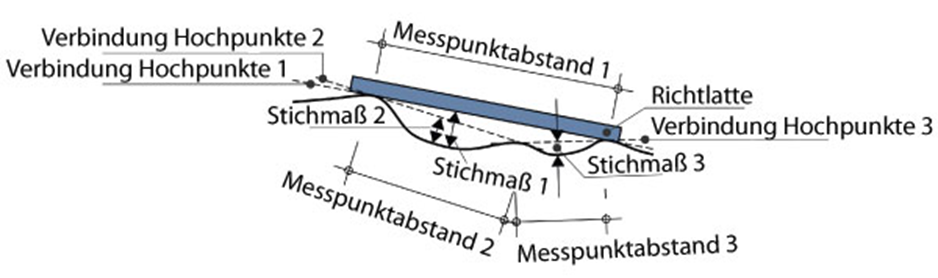 Messpunktabstand 1
Verbindung Hochpunkte 2
Verbindung Hochpunkte 1
Richtlatte
Stichmaß 2
Verbindung Hochpunkte 3
Stichmaß 1
Stichmaß 3
Messpunktabstand 2
Messpunktabstand 3